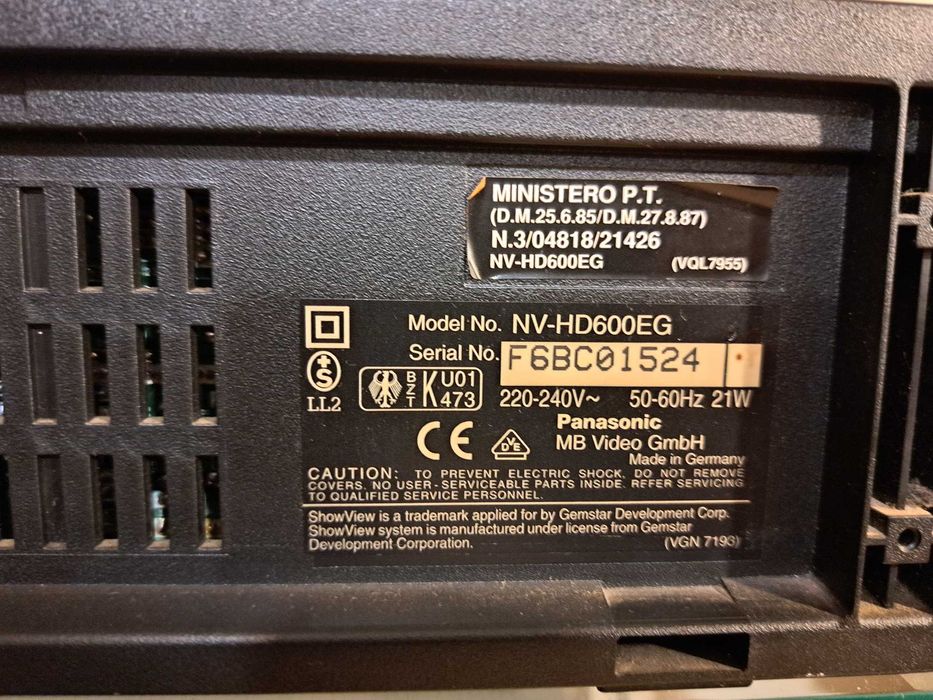 MINISTERO P.T.
(D.M.25.6.85/D.M.27.8.87)
N.3/04818/21426
NV-HD600EG (VQL7955)
Model No. NV-HD600EG
Serial No. F6BC01524
+S
LL2
BZT K U01 473
220-240V~ 50-60Hz 21W
Panasonic
CE
DVE
MB Video GmbH
Made in Germany
CAUTION: TO PREVENT ELECTRIC SHOCK, DO NOT REMOVE
COVERS. NO USER - SERVICEABLE PARTS INSIDE. REFER SERVICING
TO QUALIFIED SERVICE PERSONNEL.
ShowView is a trademark applied for by Gemstar Development Corp.
ShowView system is manufactured under license from Gemstar
Development Corporation. (VGN 7193)